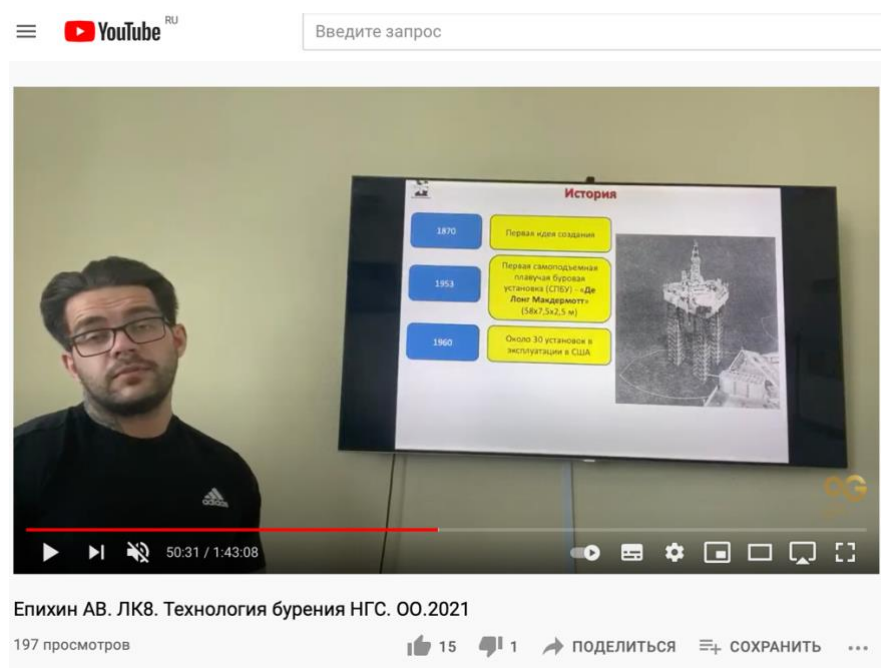 YouTube RU
Введите запрос
История
1870
Первая идея создания
1953
Первая самоподъемная
плавучая буровая
установка (СПБУ) - «Де
Лонг Макдермотт»
(58х7,5х2,5 м)
1960
Около 30 установок в
эксплуатации в США
adidas
OG
50:31 / 1:43:08
Епихин АВ. ЛК8. Технология бурения НГС. ОО.2021
197 просмотров
15
1
ПОДЕЛИТЬСЯ
СОХРАНИТЬ